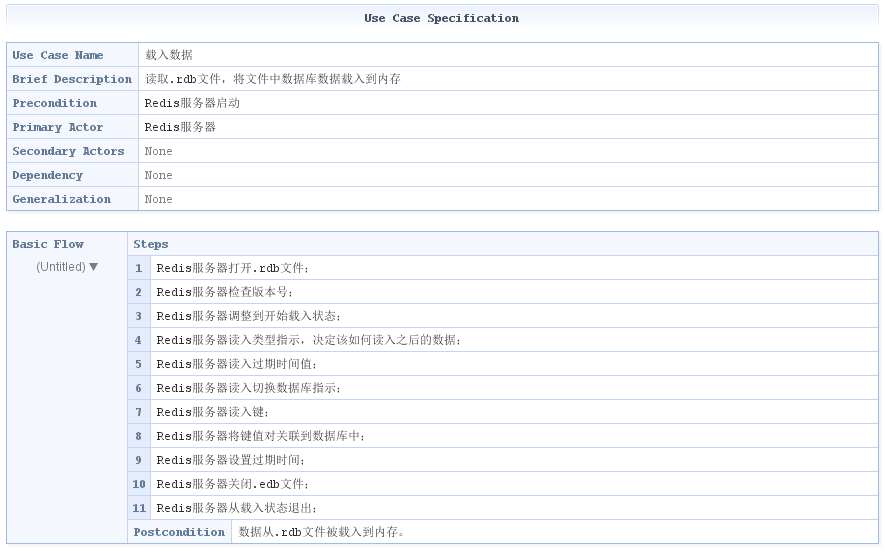 Use Case Specification
Use Case Name 载入数据
Brief Description 读取.rdb文件，将文件中数据库数据载入到内存
Precondition Redis服务器启动
Primary Actor Redis服务器
Secondary Actors None
Dependency None
Generalization None
Basic Flow Steps
(Untitled) ▼
1 Redis服务器打开.rdb文件;
2 Redis服务器检查版本号;
3 Redis服务器调整到开始载入状态;
4 Redis服务器读入类型指示，决定该如何读入之后的数据;
5 Redis服务器读入过期时间值;
6 Redis服务器读入切换数据库指示;
7 Redis服务器读入键;
8 Redis服务器将键值对关联到数据库中;
9 Redis服务器设置过期时间;
10 Redis服务器关闭.edb文件;
11 Redis服务器从载入状态退出;
Postcondition 数据从.rdb文件被载入到内存。